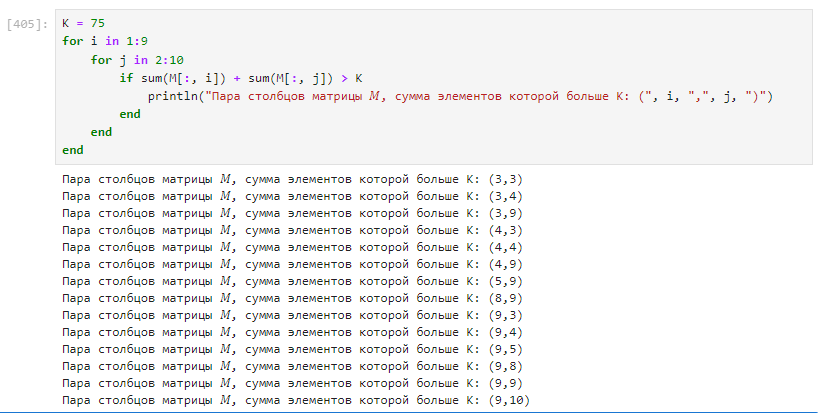 [405]: K = 75
for i in 1:9
    for j in 2:10
        if sum(M[:, i]) + sum(M[:, j]) > K
            println("Пара столбцов матрицы 𝑀, сумма элементов которой больше K: (", i, ",", j, ")")
        end
    end
end
Пара столбцов матрицы 𝑀, сумма элементов которой больше K: (3,3)
Пара столбцов матрицы 𝑀, сумма элементов которой больше K: (3,4)
Пара столбцов матрицы 𝑀, сумма элементов которой больше K: (3,9)
Пара столбцов матрицы 𝑀, сумма элементов которой больше K: (4,3)
Пара столбцов матрицы 𝑀, сумма элементов которой больше K: (4,4)
Пара столбцов матрицы 𝑀, сумма элементов которой больше K: (4,9)
Пара столбцов матрицы 𝑀, сумма элементов которой больше K: (5,9)
Пара столбцов матрицы 𝑀, сумма элементов которой больше K: (8,9)
Пара столбцов матрицы 𝑀, сумма элементов которой больше K: (9,3)
Пара столбцов матрицы 𝑀, сумма элементов которой больше K: (9,4)
Пара столбцов матрицы 𝑀, сумма элементов которой больше K: (9,5)
Пара столбцов матрицы 𝑀, сумма элементов которой больше K: (9,8)
Пара столбцов матрицы 𝑀, сумма элементов которой больше K: (9,9)
Пара столбцов матрицы 𝑀, сумма элементов которой больше K: (9,10)